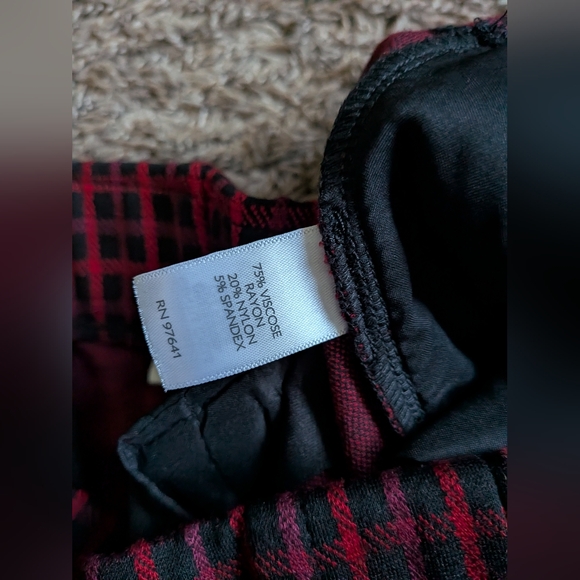 75% VISCOSE
RAYON
20% NYLON
5% SPANDEX
RN 97641